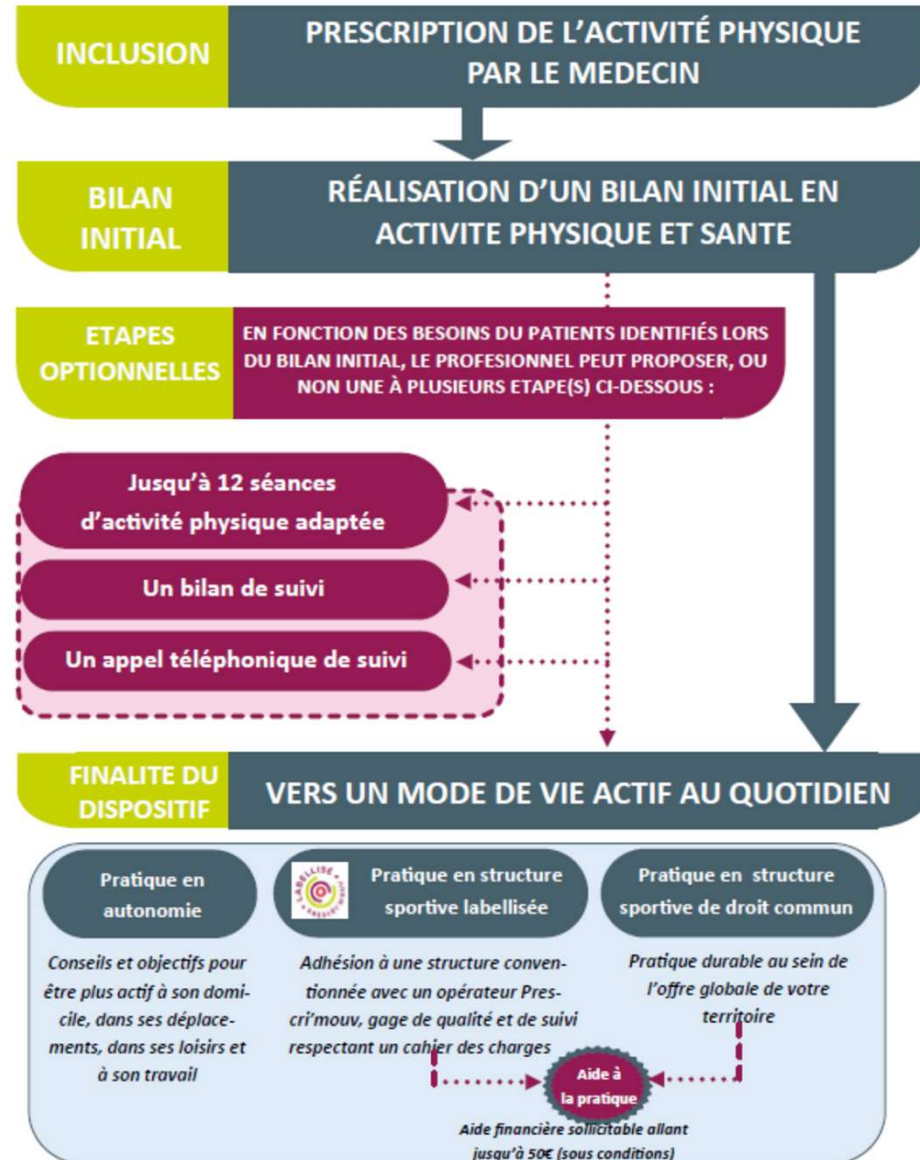 INCLUSION
PRESCRIPTION DE L'ACTIVITÉ PHYSIQUE
PAR LE MEDECIN
BILAN
INITIAL
RÉALISATION D'UN BILAN INITIAL EN
ACTIVITE PHYSIQUE ET SANTE
ETAPES
OPTIONNELLES
EN FONCTION DES BESOINS DU PATIENTS IDENTIFIÉS LORS
DU BILAN INITIAL, LE PROFESIONNEL PEUT PROPOSER, OU
NON UNE À PLUSIEURS ETAPE(S) CI-DESSOUS :
Jusqu'à 12 séances
d'activité physique adaptée
Un bilan de suivi
Un appel téléphonique de suivi
FINALITE DU
DISPOSITIF
VERS UN MODE DE VIE ACTIF AU QUOTIDIEN
Pratique en
autonomie
Conseils et objectifs pour
être plus actif à son domi-
cile, dans ses déplace-
ments, dans ses loisirs et
à son travail
LABELLISÉ
Pratique en structure
sportive labellisée
Adhésion à une structure conven-
tionnée avec un opérateur Pres-
cri'mouv, gage de qualité et de suivi
respectant un cahier des charges
Pratique en structure
sportive de droit commun
Pratique durable au sein de
l'offre globale de votre
territoire
Aide à
la pratique
Aide financière sollicitable allant
jusqu'à 50€ (sous conditions)